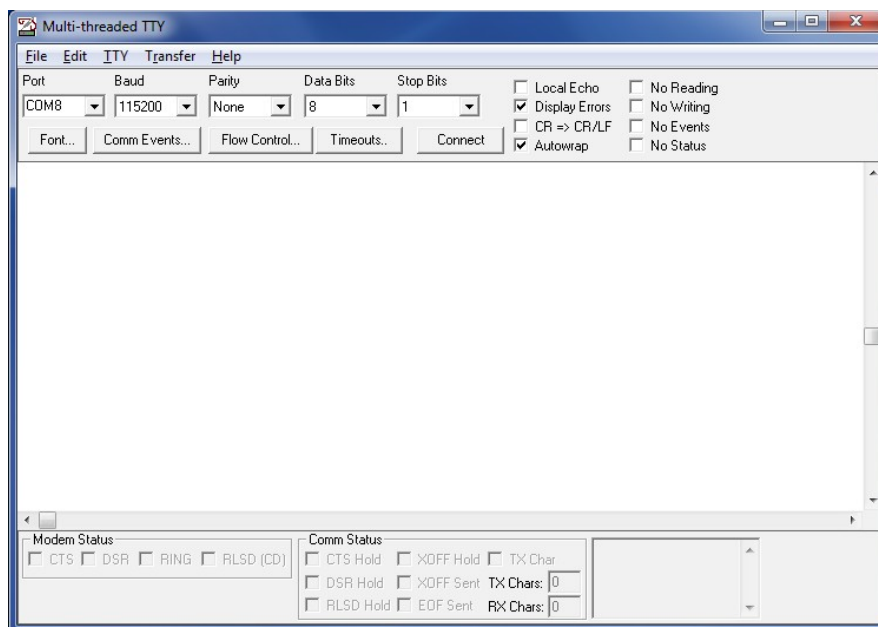 Multi-threaded TTY
File Edit TTY Transfer Help
Port Baud Parity Data Bits Stop Bits
COM8 115200 None 8 1
Font... Comm Events... Flow Control... Timeouts.. Connect
Local Echo No Reading
Display Errors No Writing
CR => CR/LF No Events
Autowrap No Status
Modem Status Comm Status
CTS DSR RING RLSD (CD) CTS Hold XOFF Hold TX Char
DSR Hold XOFF Sent TX Chars: 0
RLSD Hold EOF Sent RX Chars: 0